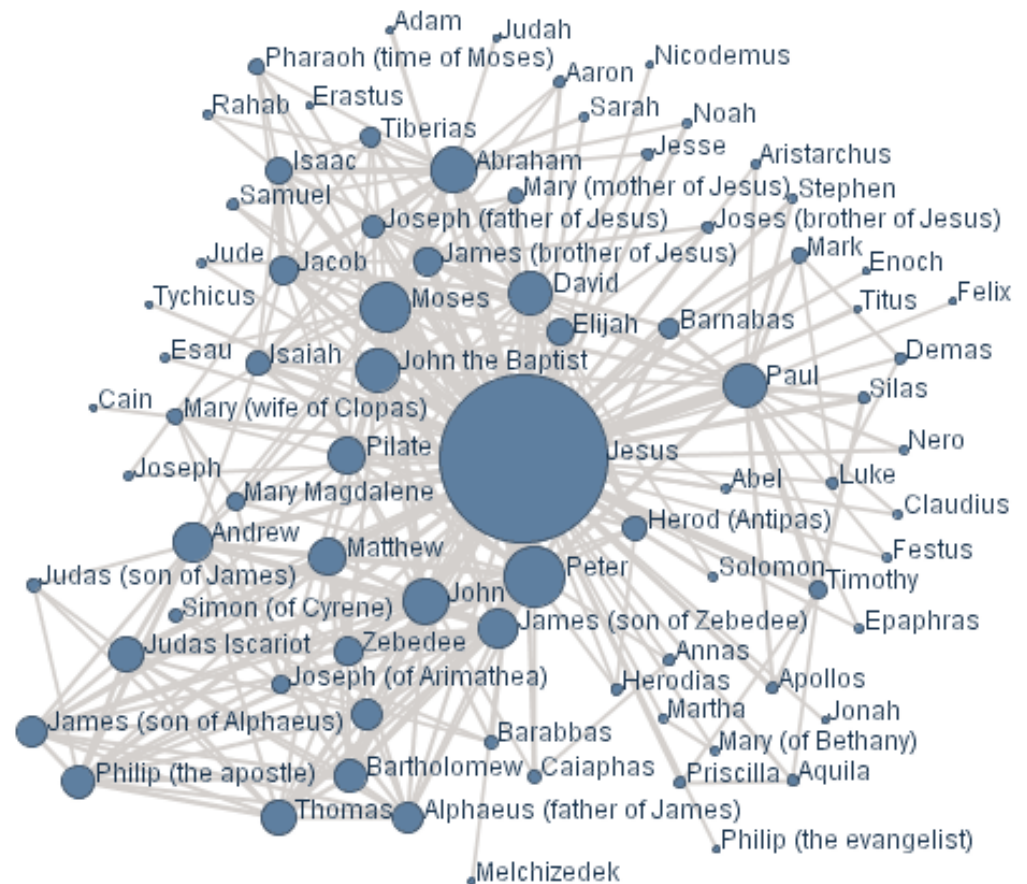 Adam
Judah
Pharaoh (time of Moses)
Nicodemus
Aaron
Rahab
Erastus
Sarah
Noah
Tiberias
Jesse
Aristarchus
Isaac
Abraham
Samuel
Mary (mother of Jesus)
Stephen
Joseph (father of Jesus)
Joses (brother of Jesus)
Jude
Jacob
James (brother of Jesus)
Mark
Enoch
Tychicus
Moses
David
Titus
Felix
Elijah
Barnabas
Esau
Isaiah
John the Baptist
Paul
Demas
Silas
Cain
Mary (wife of Clopas)
Pilate
Jesus
Nero
Joseph
Abel
Luke
Mary Magdalene
Claudius
Andrew
Herod (Antipas)
Matthew
Festus
Judas (son of James)
Peter
Solomon
Timothy
John
Simon (of Cyrene)
James (son of Zebedee)
Epaphras
Judas Iscariot
Zebedee
Annas
Joseph (of Arimathea)
Herodias
Apollos
James (son of Alphaeus)
Martha
Jonah
Barabbas
Mary (of Bethany)
Philip (the apostle)
Bartholomew
Caiaphas
Priscilla
Aquila
Thomas
Alphaeus (father of James)
Philip (the evangelist)
Melchizedek